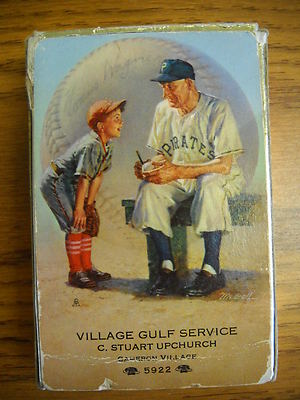 PIRATES
VILLAGE GULF SERVICE
C. STUART UPCHURCH
CAMERON VILLAGE
5922